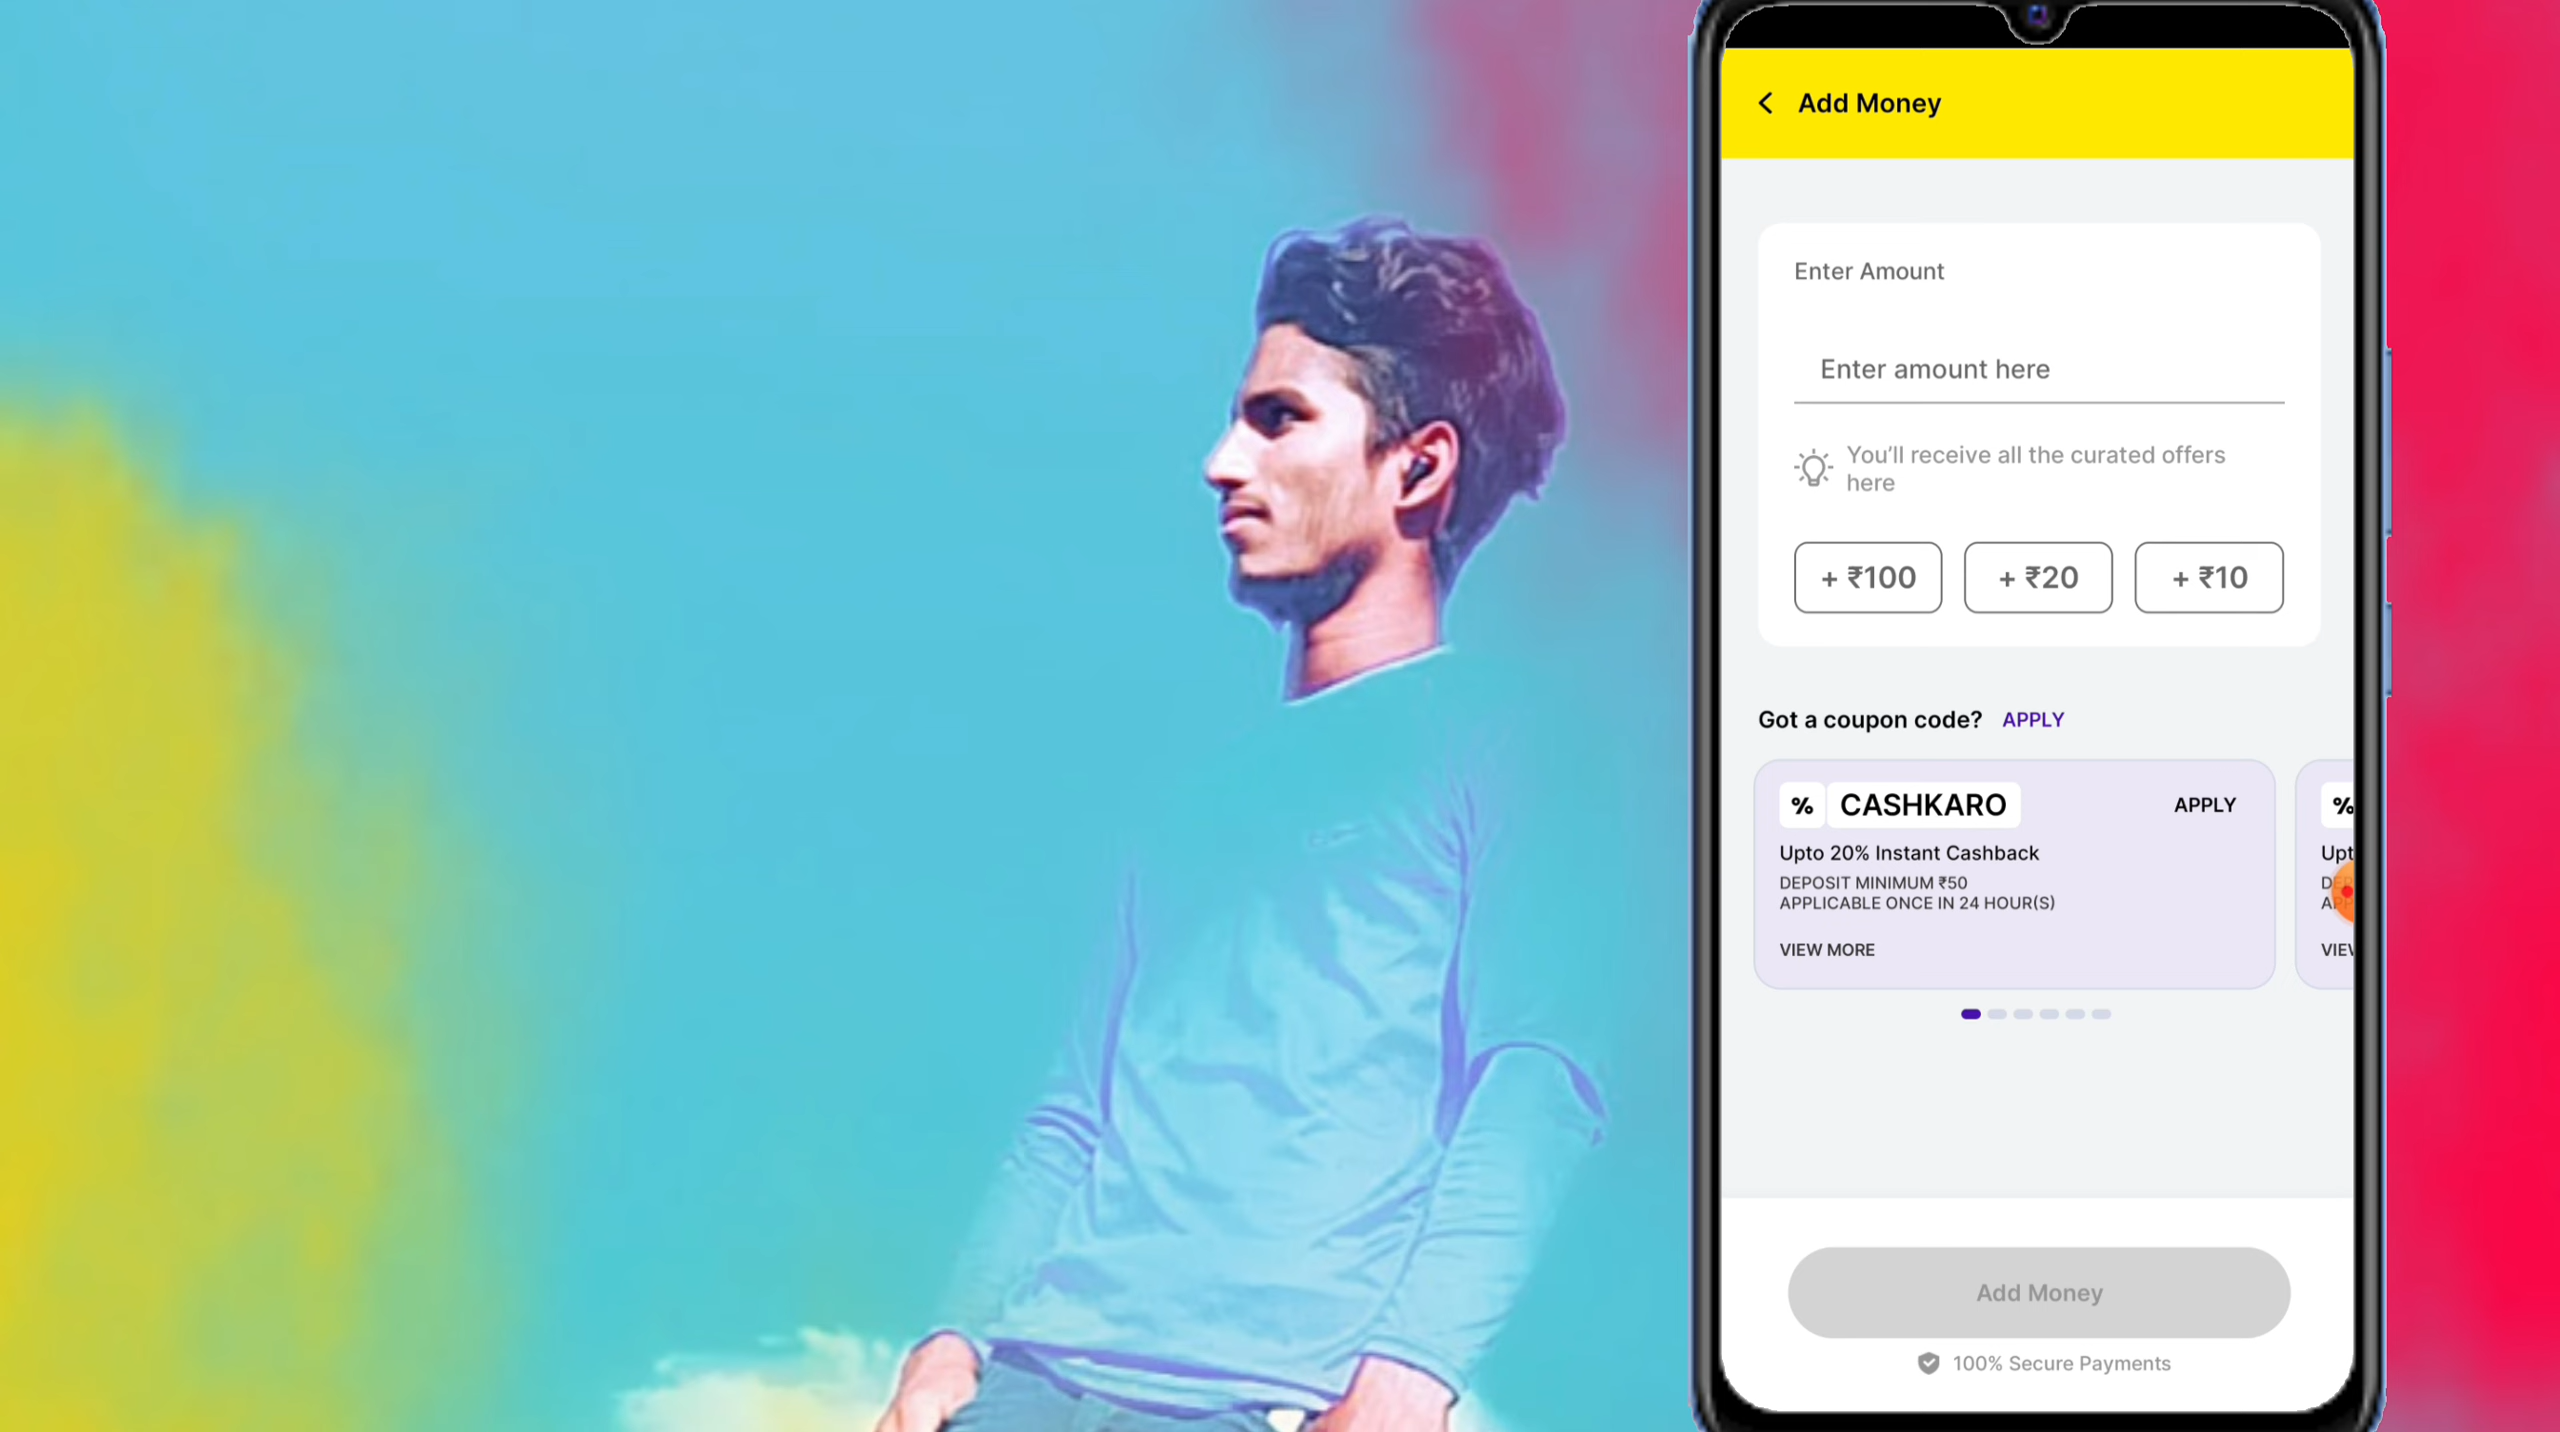 Add Money
Enter Amount
Enter amount here
You'll receive all the curated offers
here
+ ₹100
+ ₹20
+ ₹10
Got a coupon code? APPLY
% CASHKARO APPLY
Upto 20% Instant Cashback
DEPOSIT MINIMUM ₹50
APPLICABLE ONCE IN 24 HOUR(S)
VIEW MORE
%
Add Money
100% Secure Payments